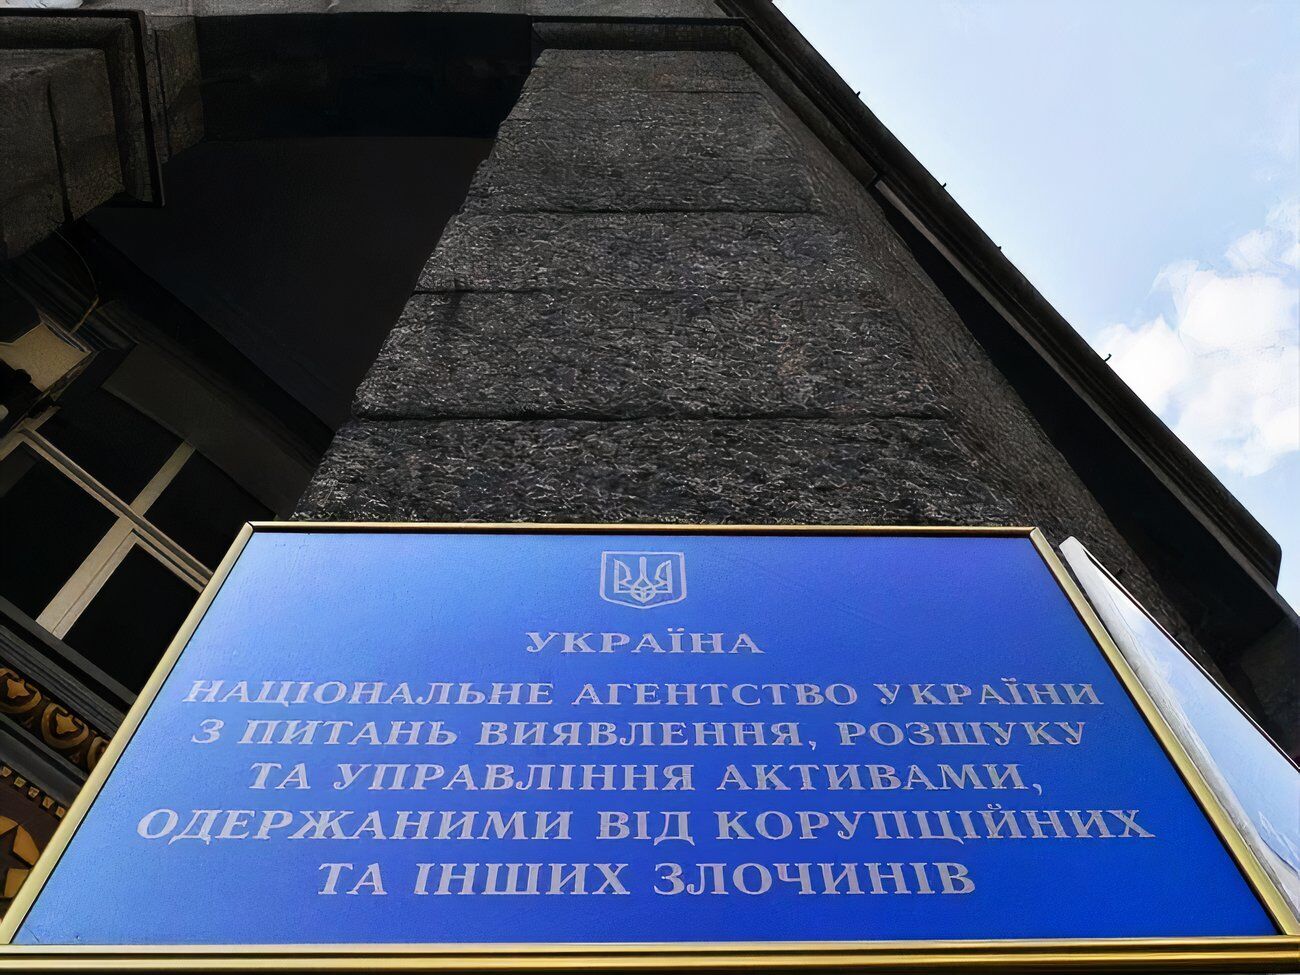 УКРАЇНА
НАЦІОНАЛЬНЕ АГЕНТСТВО УКРАЇНИ
З ПИТАНЬ ВИЯВЛЕННЯ, РОЗШУКУ
ТА УПРАВЛІННЯ АКТИВАМИ,
ОДЕРЖАНИМИ ВІД КОРУПЦІЙНИХ
ТА ІНШИХ ЗЛОЧИНІВ